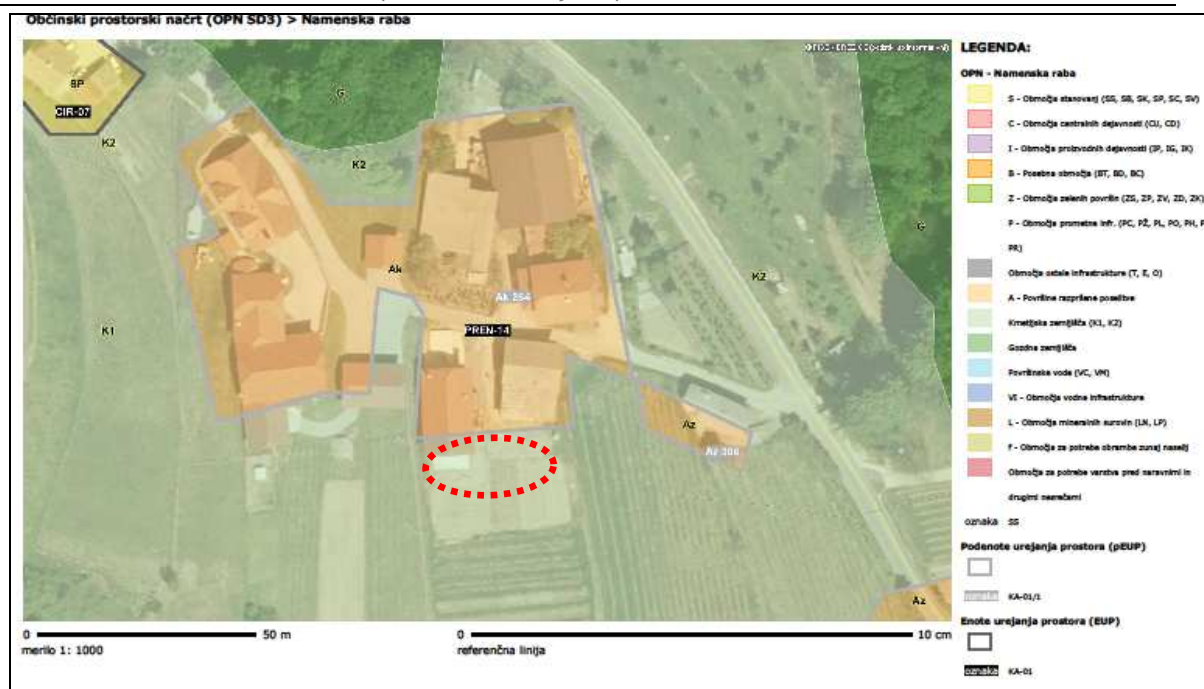 Občinski prostorski načrt (OPN SD3) > Namenska raba
SP
CIR-07
K2
G
K2
Ak
Ak 254
PREN-14
K1
K2
G
Az
Az
0 50 m
merilo 1: 1000
0 10 cm
referenčna linija
LEGENDA:
OPN - Namenska raba
S - Območja stanovanj (SS, SB, SK, SP, SC, SV)
C - Območja centralnih dejavnosti (CU, CD)
I - Območja proizvodnih dejavnosti (IP, IG, IK)
B - Posebna območja (BT, BD, BC)
Z - Območja zelenih površin (ZS, ZP, ZV, ZD, ZK)
P - Območja prometne infr. (PC, PŽ, PL, PO, PH,
PR)
Območja ostale infrastrukture (T, E, O)
A - Površine razpršene poselitve
Kmetijska zemljišča (K1, K2)
Gozdna zemljišča
Površinske vode (VC, VM)
VI - Območja vodne infrastrukture
L - Območja mineralnih surovin (LN, LP)
f - Območja za potrebe obrambe zunaj naselij
Območja za potrebe varstva pred naravnimi in
drugimi nesrečami
oznaka SS
Podenote urejanja prostora (pEUP)
oznaka KA-01/1
Enote urejanja prostora (EUP)
oznaka KA-01